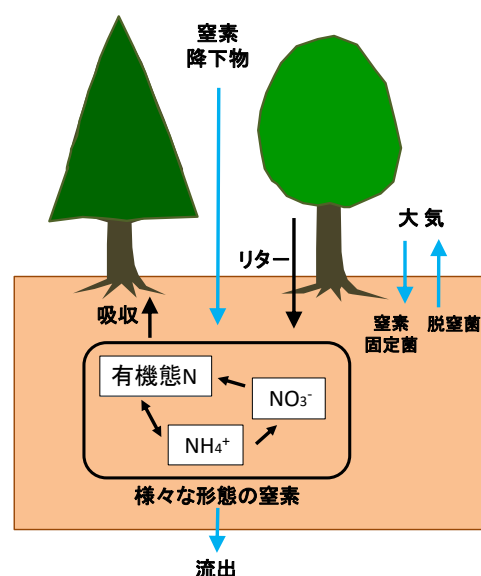 窒素
降下物
大 気
リター
吸収
窒素
固定菌
脱窒菌
有機態N
NO₃⁻
NH₄⁺
様々な形態の窒素
流出